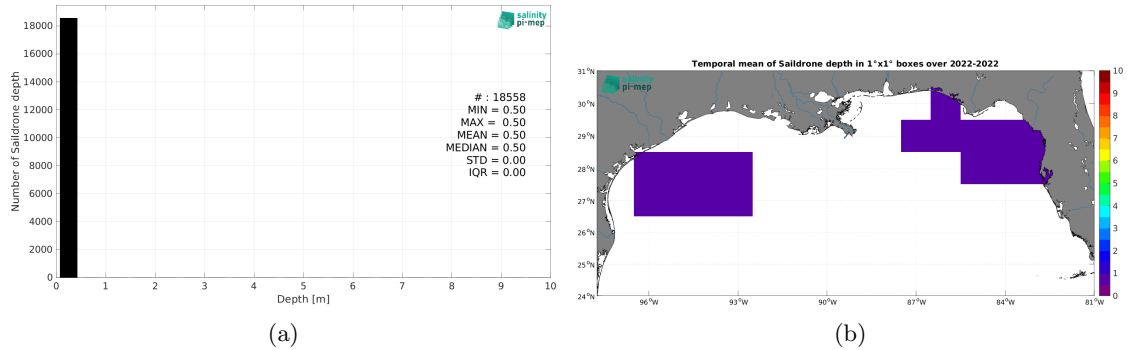 18000
16000
14000
12000
10000
8000
6000
4000
2000
0
Number of Saildrone depth
salinity
pi-mep
# : 18558
MIN = 0.50
MAX = 0.50
MEAN = 0.50
MEDIAN = 0.50
STD = 0.00
IQR = 0.00
0 1 2 3 4 5 6 7 8 9 10
Depth [m]
(a)
Temporal mean of Saildrone depth in 1°x1° boxes over 2022-2022
salinity
pi-mep
31°N
30°N
29°N
28°N
27°N
26°N
25°N
24°N
96°W 93°W 90°W 87°W 84°W 81°W
10
9
8
7
6
5
4
3
2
1
0
(b)